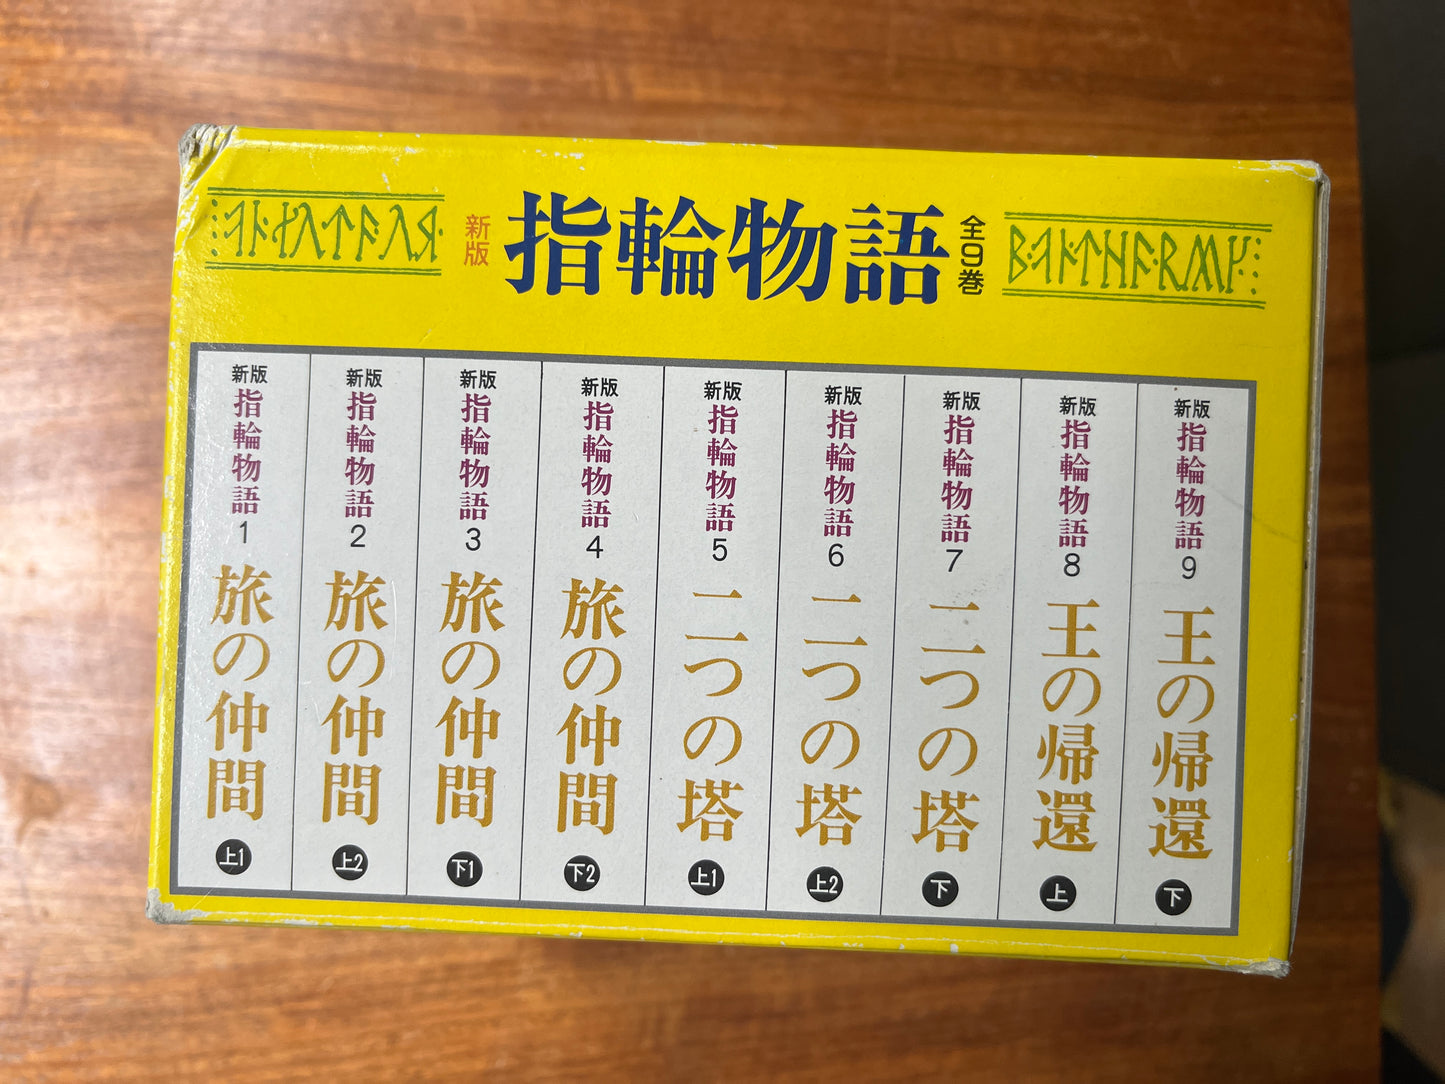 新版
指輪物語
全9巻
新版 指輪物語 1 旅の仲間 上1
新版 指輪物語 2 旅の仲間 上2
新版 指輪物語 3 旅の仲間 下1
新版 指輪物語 4 旅の仲間 下2
新版 指輪物語 5 二つの塔 上1
新版 指輪物語 6 二つの塔 上2
新版 指輪物語 7 二つの塔 下
新版 指輪物語 8 王の帰還 上
新版 指輪物語 9 王の帰還 下